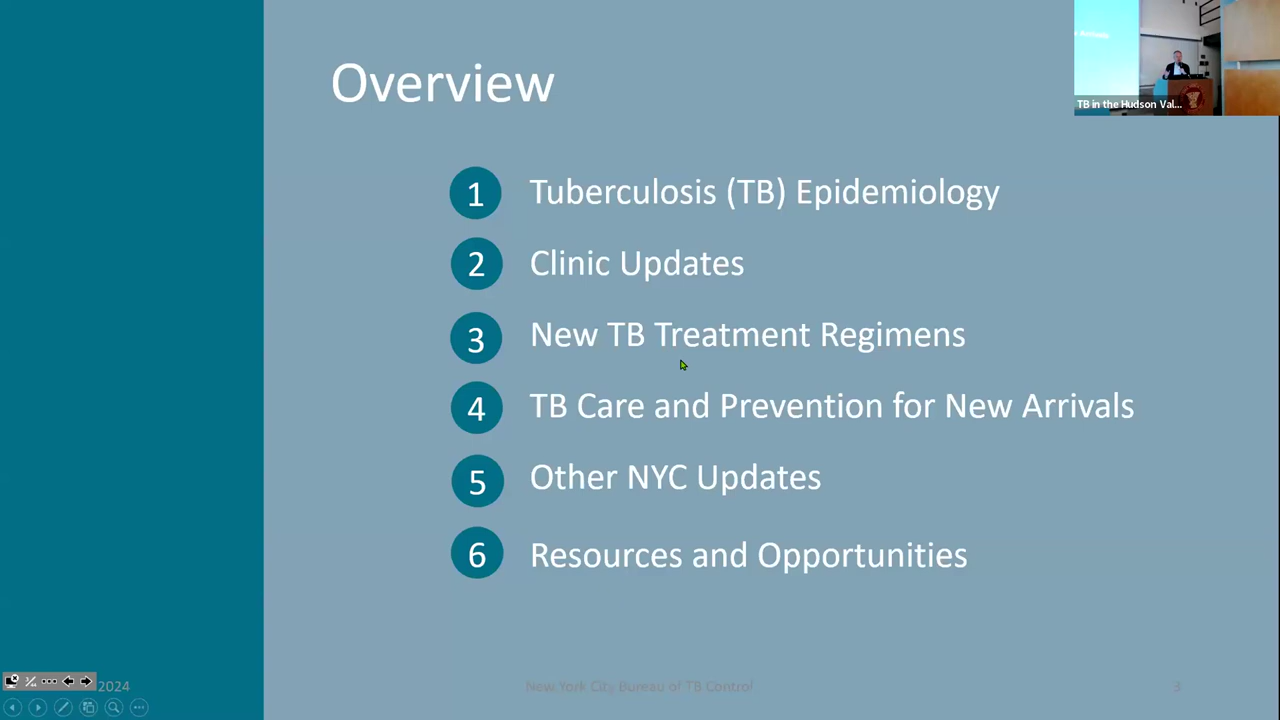 Overview
TB in the Hudson Val...
1 Tuberculosis (TB) Epidemiology
2 Clinic Updates
3 New TB Treatment Regimens
4 TB Care and Prevention for New Arrivals
5 Other NYC Updates
6 Resources and Opportunities
2024 New York City Bureau of TB Control 3